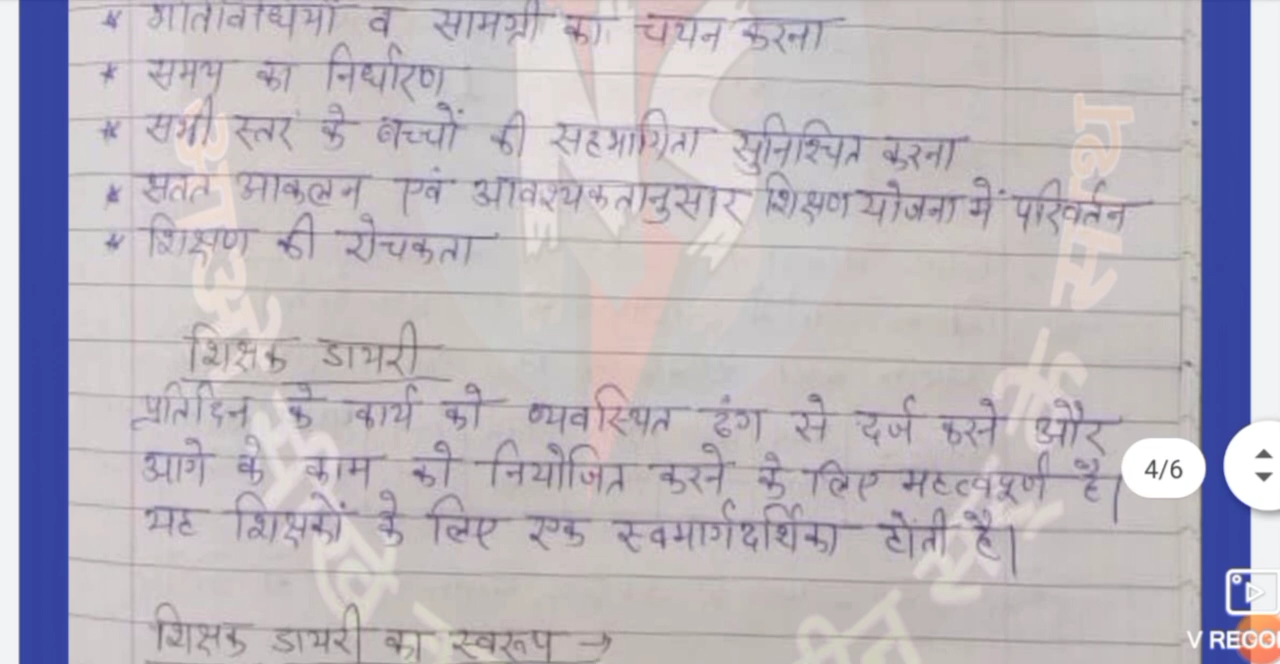 * गतिविधियों व सामग्री का चयन करना
* समय का निर्धारण
* सभी स्तर के बच्चों की सहभागिता सुनिश्चित करना
* सतत आकलन एवं आवश्यकतानुसार शिक्षण योजना में परिवर्तन
* शिक्षण की रोचकता
शिक्षक डायरी
प्रतिदिन के कार्य को व्यवस्थित ढंग से दर्ज करने और
आगे के काम को नियोजित करने के लिए महत्वपूर्ण है।
4/6
यह शिक्षकों के लिए एक स्वमार्गदर्शिका होती है।
शिक्षक डायरी का स्वरूप →
V RECO